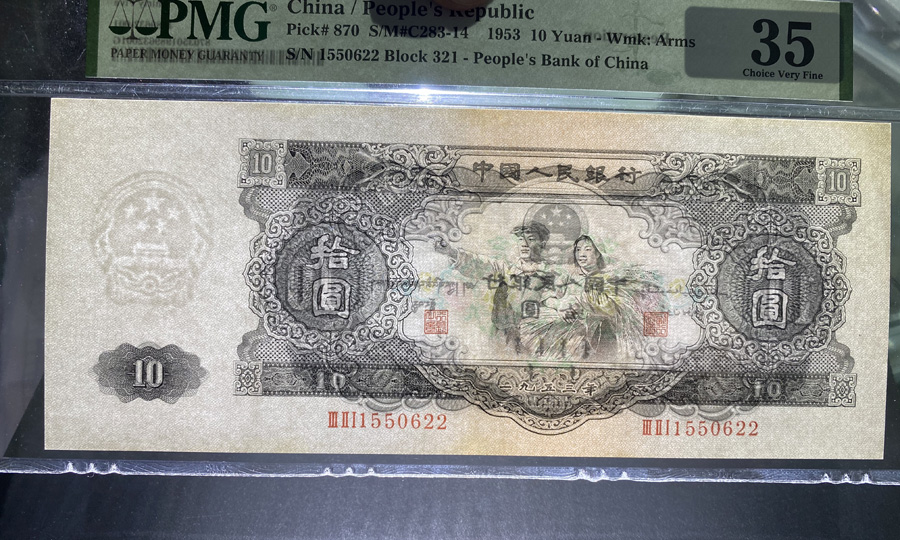 PMG
PAPER MONEY GUARANTY
China / People's Republic
Pick# 870 S/M#C283-14 1953 10 Yuan - Wmk: Arms
S/N 1550622 Block 321 - People's Bank of China
35
Choice Very Fine
中國人民銀行
10
10
拾圓
拾圓
10
10
10
一九五三年
ⅢⅡⅠ1550622
ⅢⅡⅠ1550622